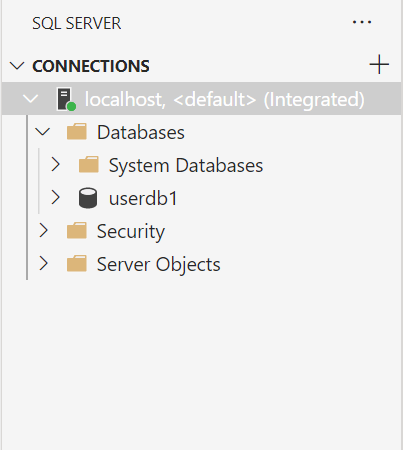 SQL SERVER
CONNECTIONS
localhost, <default> (Integrated)
Databases
System Databases
userdb1
Security
Server Objects